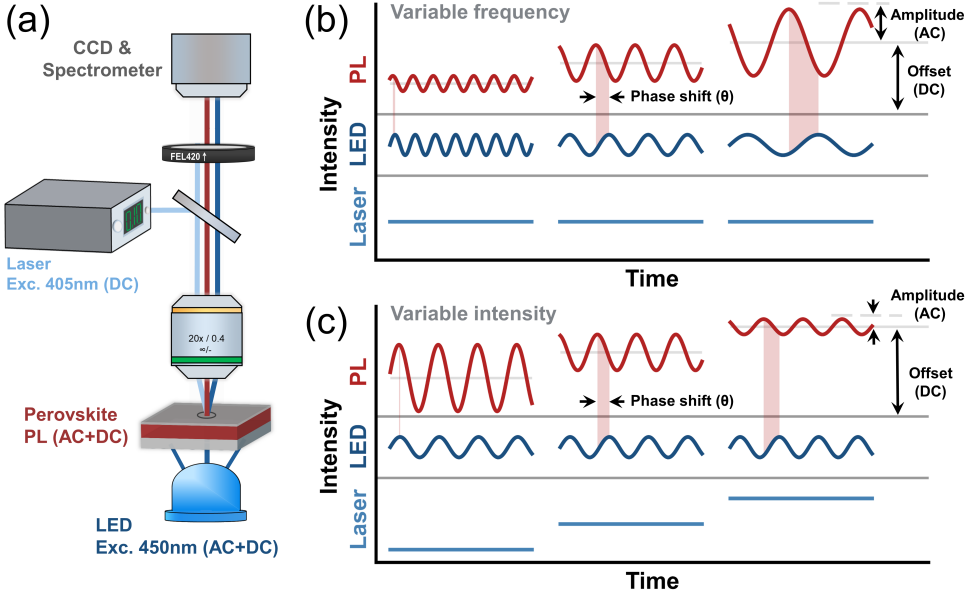 (a)
CCD &
Spectrometer
FEL420↑
Laser
Exc. 405nm (DC)
20x / 0.4
∞/-
Perovskite
PL (AC+DC)
LED
Exc. 450nm (AC+DC)
(b)
Variable frequency
Amplitude
(AC)
Offset
(DC)
Phase shift (θ)
Intensity
PL
LED
Laser
Time
(c)
Variable intensity
Amplitude
(AC)
Offset
(DC)
Phase shift (θ)
Intensity
PL
LED
Laser
Time